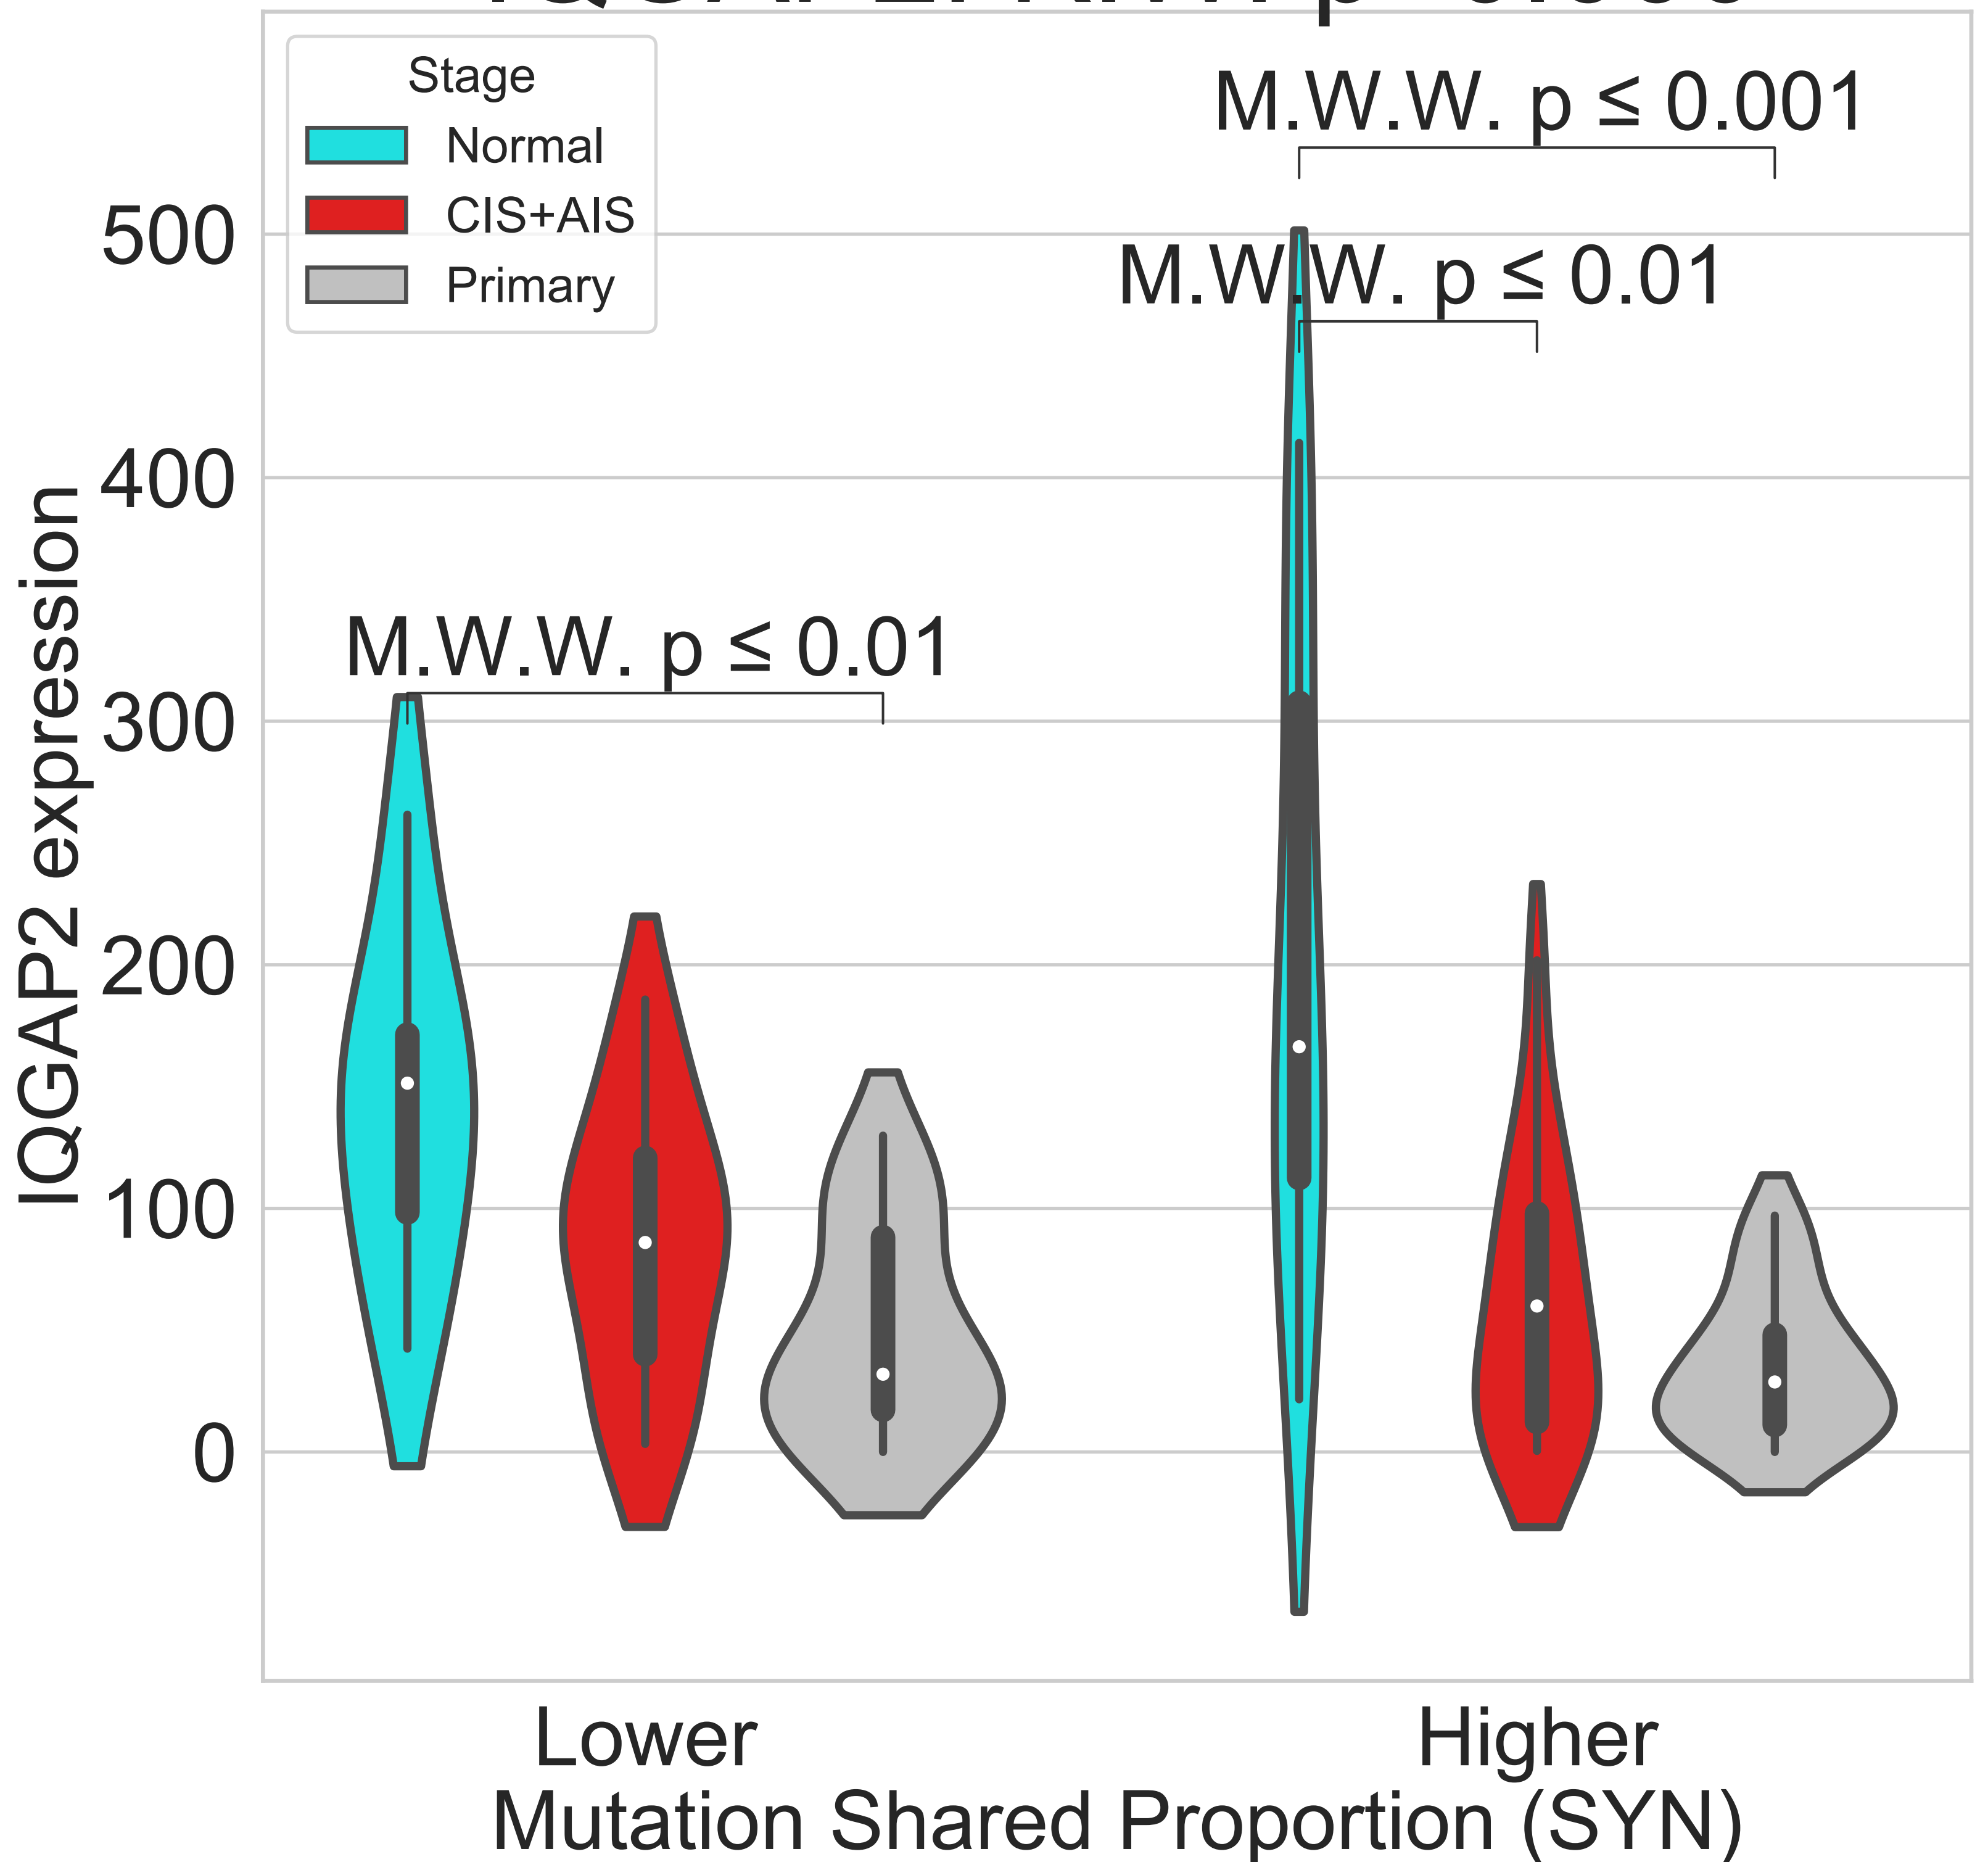 Stage
Normal
CIS+AIS
Primary
M.W.W. p ≤ 0.001
M.W.W. p ≤ 0.01
M.W.W. p ≤ 0.01
500
400
300
200
100
0
IQGAP2 expression
Lower
Higher
Mutation Shared Proportion (SYN)